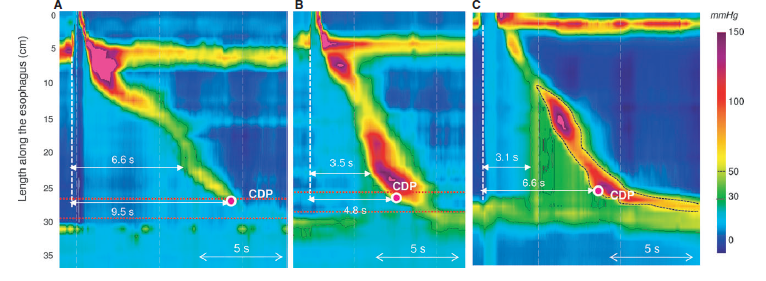 A
B
C
mmHg
Length along the esophagus (cm)
0
5
10
15
20
25
30
35
6.6 s
CDP
9.5 s
5 s
3.5 s
CDP
4.8 s
5 s
3.1 s
6.6 s
CDP
5 s
150
100
50
30
0